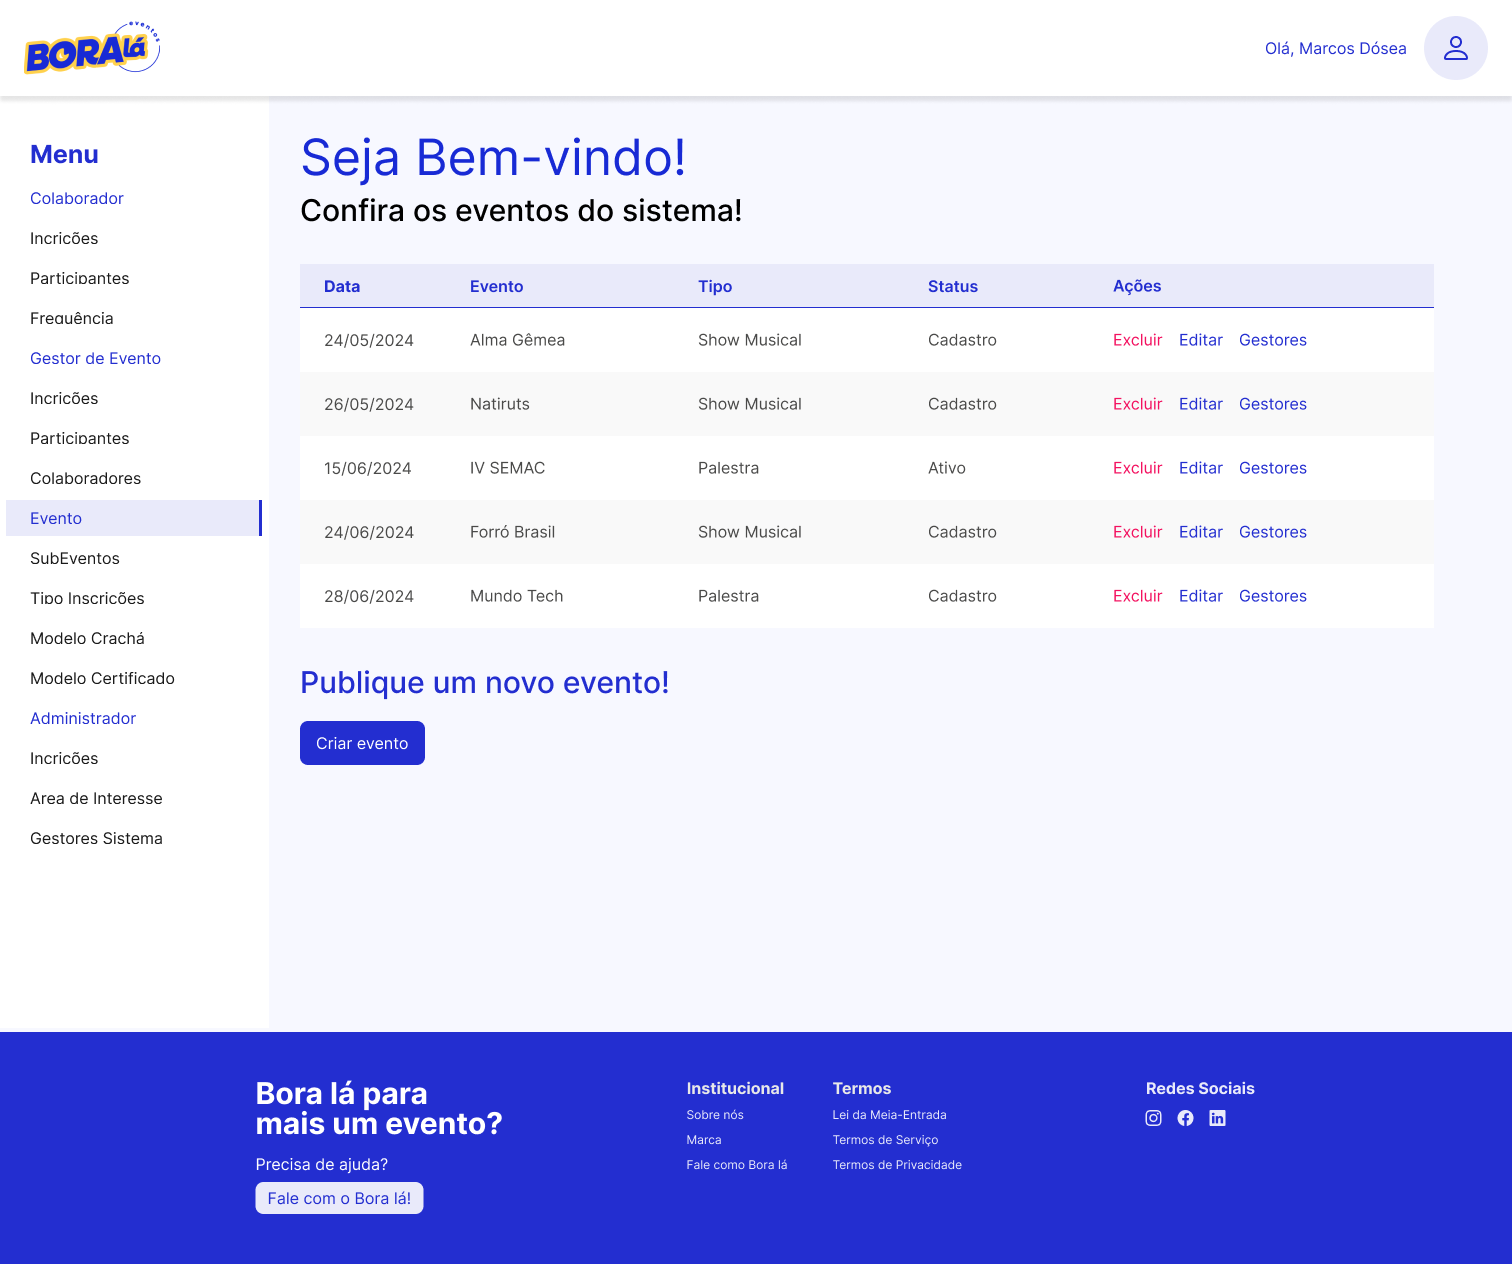 eventos
BORAlá
Olá, Marcos Dósea
Menu
Colaborador
Incrições
Participantes
Frequência
Gestor de Evento
Incrições
Participantes
Colaboradores
Evento
SubEventos
Tipo Inscrições
Modelo Crachá
Modelo Certificado
Administrador
Incrições
Area de Interesse
Gestores Sistema
Seja Bem-vindo!
Confira os eventos do sistema!
Data Evento Tipo Status Ações
24/05/2024 Alma Gêmea Show Musical Cadastro Excluir Editar Gestores
26/05/2024 Natiruts Show Musical Cadastro Excluir Editar Gestores
15/06/2024 IV SEMAC Palestra Ativo Excluir Editar Gestores
24/06/2024 Forró Brasil Show Musical Cadastro Excluir Editar Gestores
28/06/2024 Mundo Tech Palestra Cadastro Excluir Editar Gestores
Publique um novo evento!
Criar evento
Bora lá para
mais um evento?
Precisa de ajuda?
Fale com o Bora lá!
Institucional
Sobre nós
Marca
Fale como Bora lá
Termos
Lei da Meia-Entrada
Termos de Serviço
Termos de Privacidade
Redes Sociais